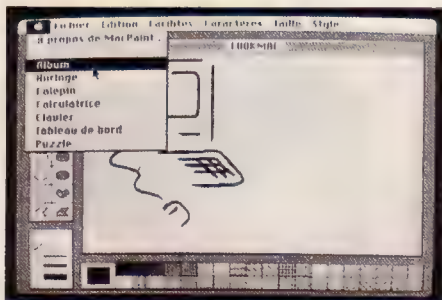 Fichier Edition Facilités Caractères Taille Style
A propos de MacPaint...
Album
Horloge
Calepin
Calculatrice
Clavier
Tableau de bord
Puzzle